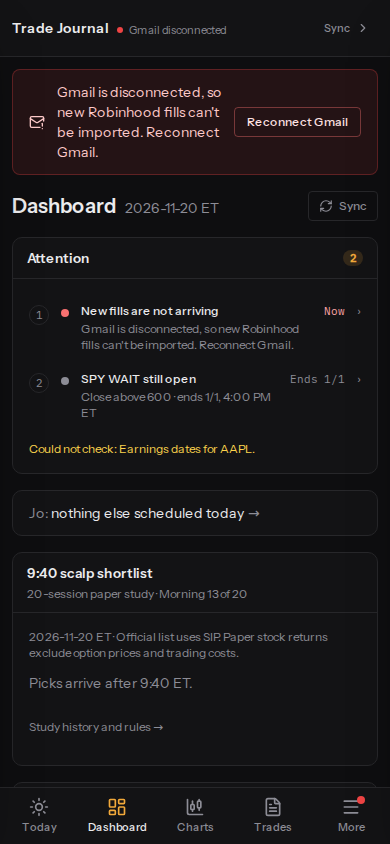 Trade Journal Gmail disconnected Sync
Gmail is disconnected, so
new Robinhood fills can't
be imported. Reconnect
Gmail.
Reconnect Gmail
Dashboard 2026-11-20 ET Sync
Attention 2
1 New fills are not arriving Now
Gmail is disconnected, so new Robinhood
fills can't be imported. Reconnect Gmail.
2 SPY WAIT still open Ends 1/1
Close above 600 · ends 1/1, 4:00 PM
ET
Could not check: Earnings dates for AAPL.
Jo: nothing else scheduled today →
9:40 scalp shortlist
20-session paper study · Morning 13 of 20
2026-11-20 ET · Official list uses SIP. Paper stock returns
exclude option prices and trading costs.
Picks arrive after 9:40 ET.
Study history and rules →
Today Dashboard Charts Trades More